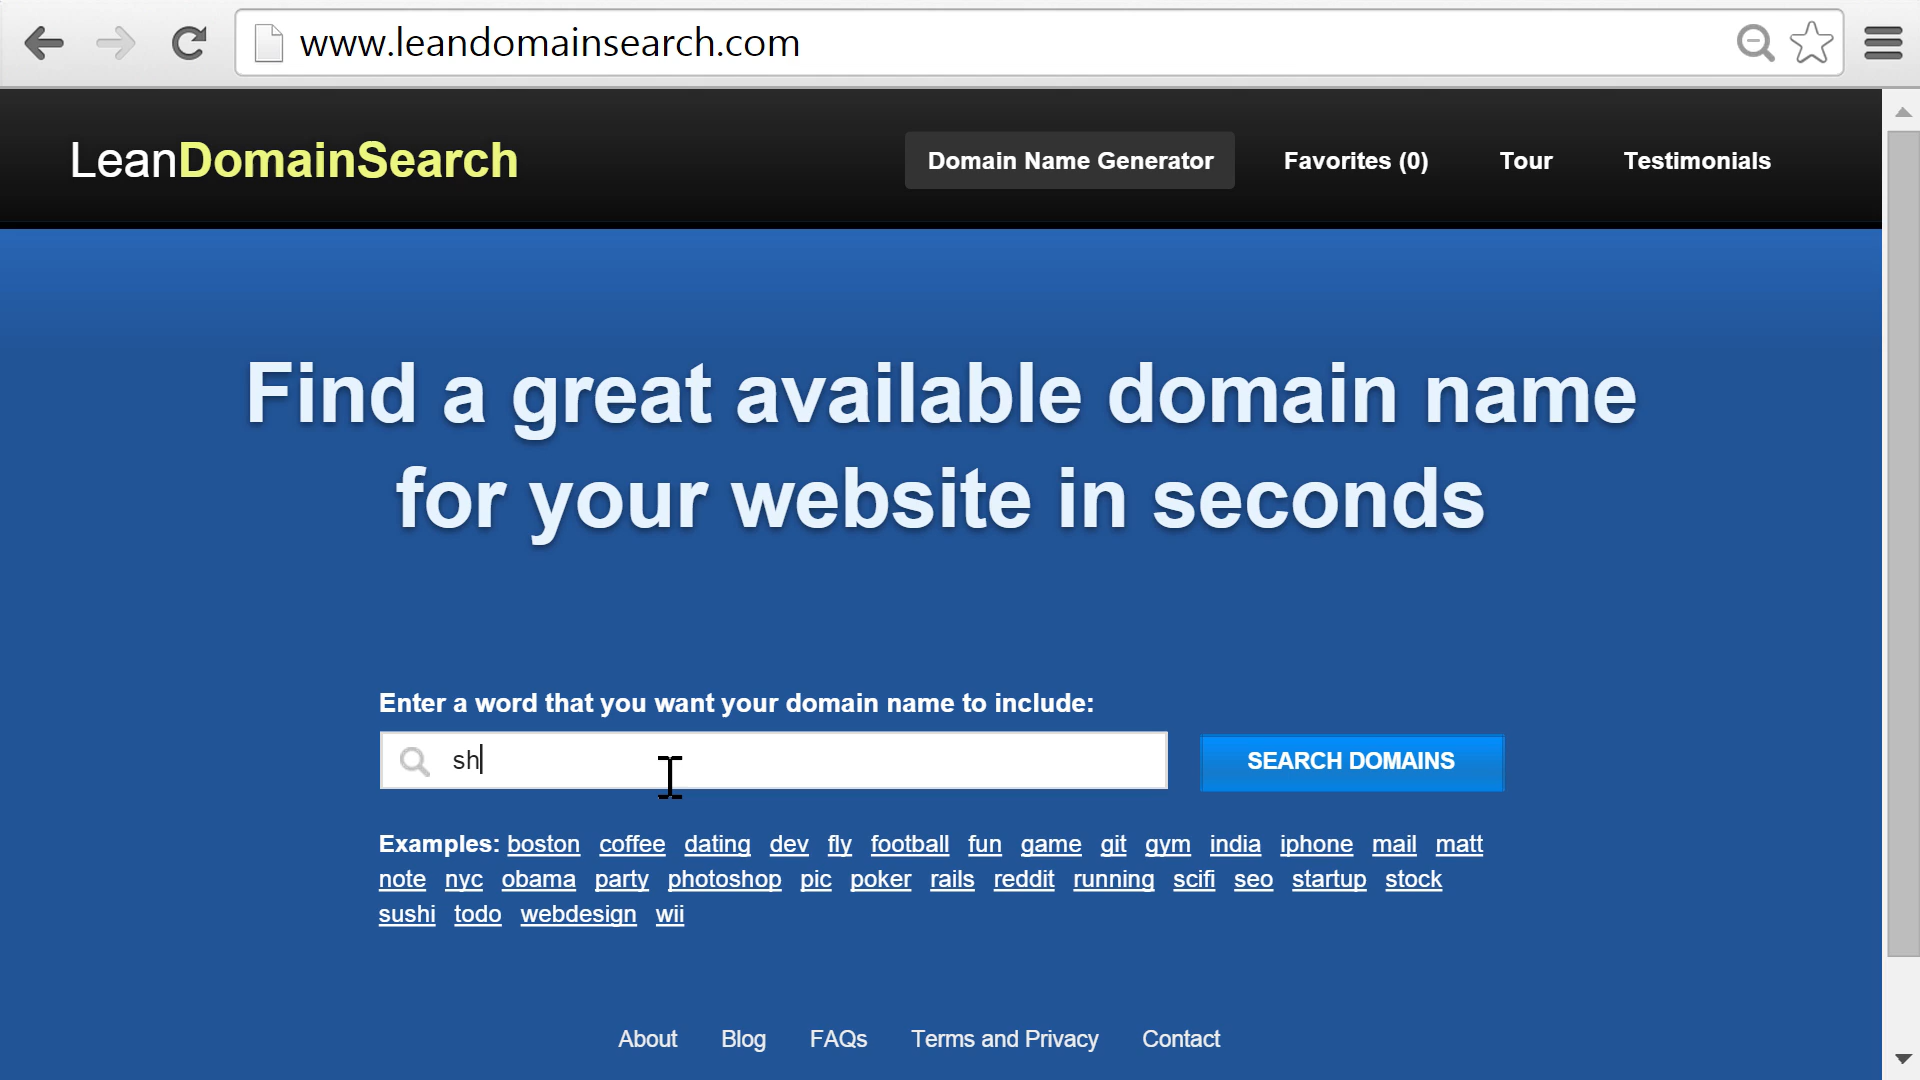 www.leandomainsearch.com
LeanDomainSearch
Domain Name Generator Favorites (0) Tour Testimonials
Find a great available domain name
for your website in seconds
Enter a word that you want your domain name to include:
sh
SEARCH DOMAINS
Examples: boston coffee dating dev fly football fun game git gym india iphone mail matt
note nyc obama party photoshop pic poker rails reddit running scifi seo startup stock
sushi todo webdesign wii
About Blog FAQs Terms and Privacy Contact